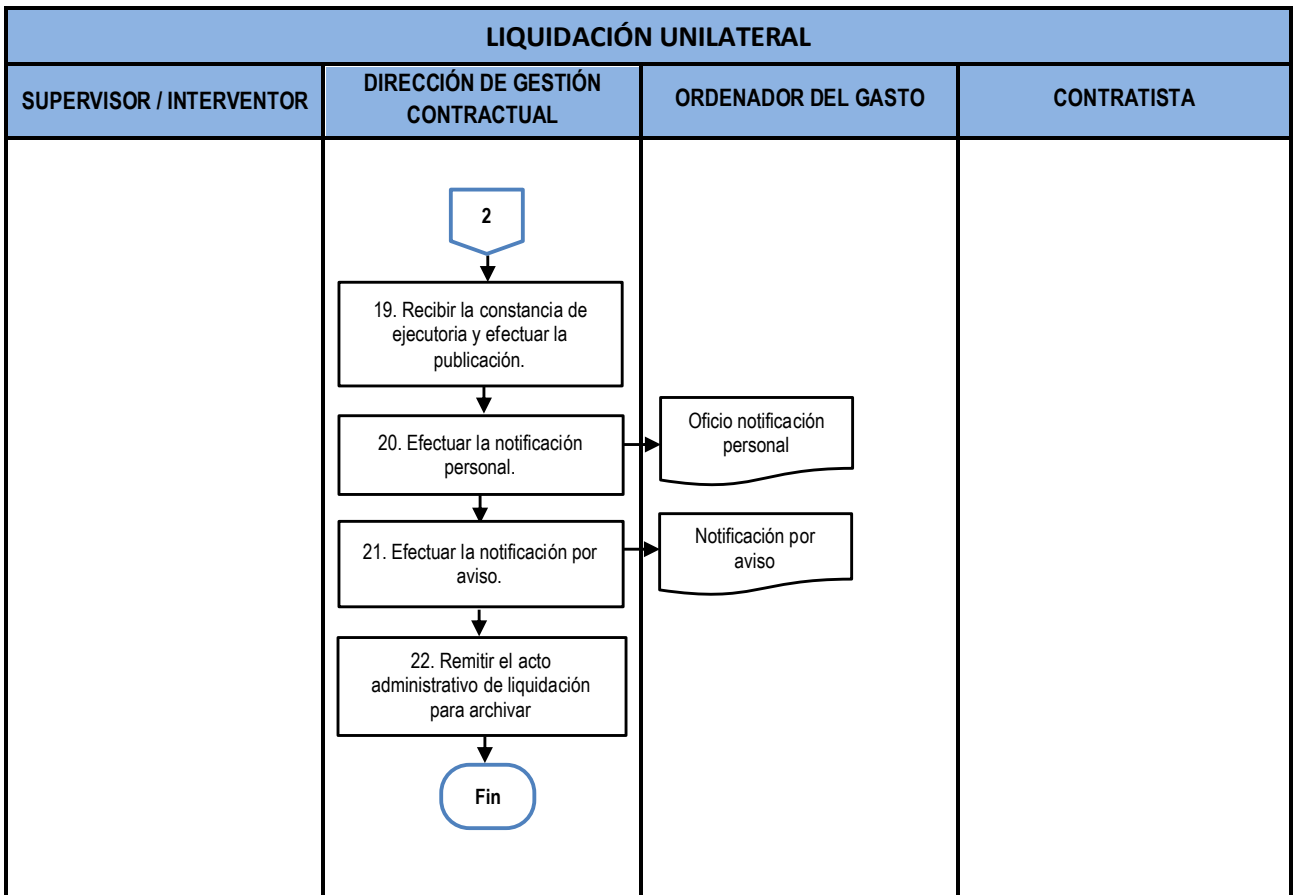 LIQUIDACIÓN UNILATERAL
SUPERVISOR / INTERVENTOR
DIRECCIÓN DE GESTIÓN
CONTRACTUAL
ORDENADOR DEL GASTO
CONTRATISTA
2
19. Recibir la constancia de
ejecutoria y efectuar la
publicación.
20. Efectuar la notificación
personal.
Oficio notificación
personal
21. Efectuar la notificación por
aviso.
Notificación por
aviso
22. Remitir el acto
administrativo de liquidación
para archivar
Fin